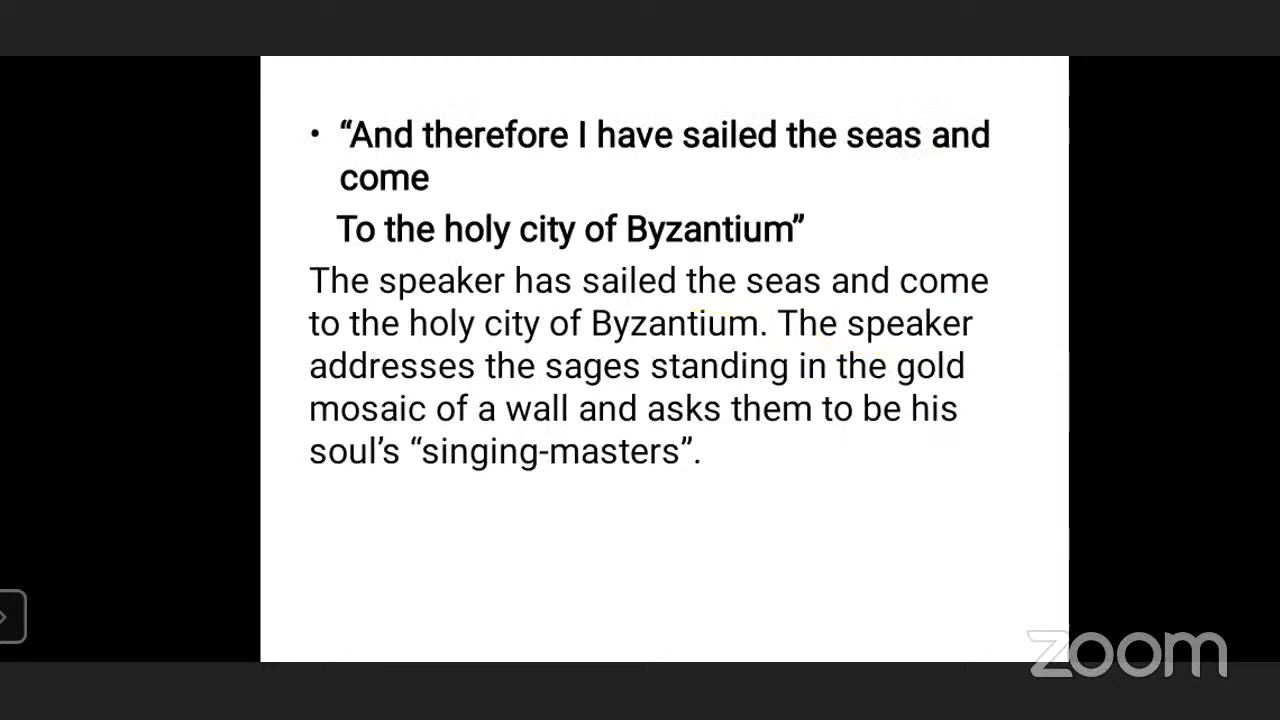 • “And therefore I have sailed the seas and
come
To the holy city of Byzantium”
The speaker has sailed the seas and come
to the holy city of Byzantium. The speaker
addresses the sages standing in the gold
mosaic of a wall and asks them to be his
soul’s “singing-masters”.
zoom